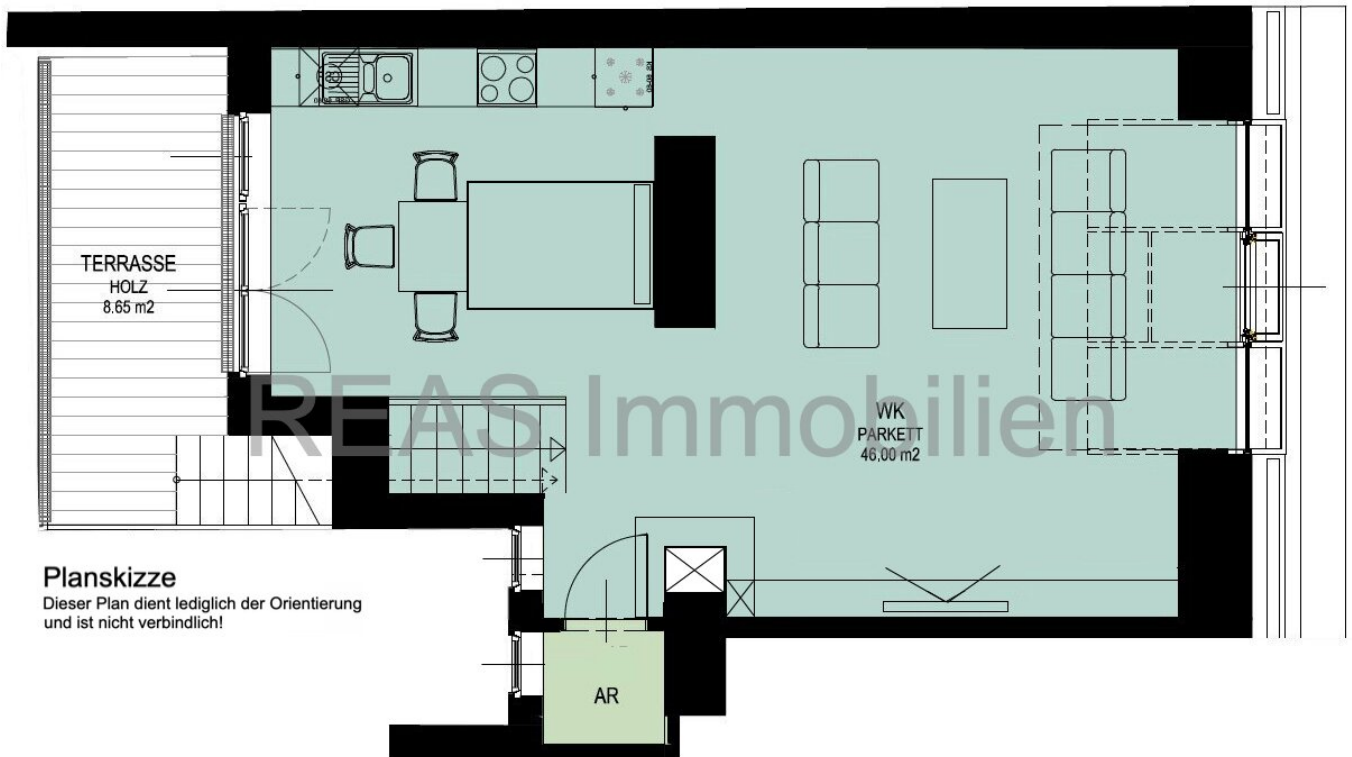 TERRASSE
HOLZ
8.65 m2
REAS Immobilien
WK
PARKETT
46,00 m2
Planskizze
Dieser Plan dient lediglich der Orientierung
und ist nicht verbindlich!
AR